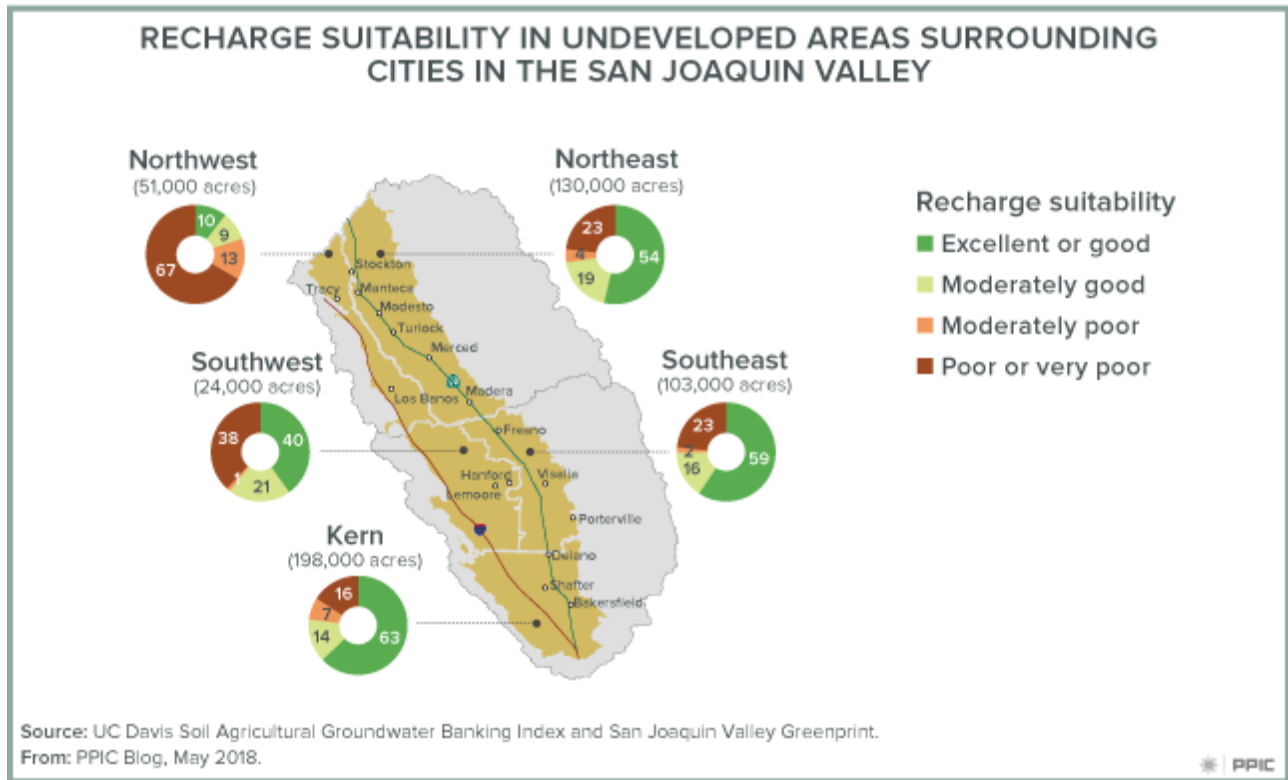 RECHARGE SUITABILITY IN UNDEVELOPED AREAS SURROUNDING
CITIES IN THE SAN JOAQUIN VALLEY
Northwest
(51,000 acres)
10
9
13
67
Northeast
(130,000 acres)
23
4
19
54
Recharge suitability
Excellent or good
Moderately good
Moderately poor
Poor or very poor
Southwest
(24,000 acres)
38
40
1
21
Southeast
(103,000 acres)
23
2
16
59
Kern
(198,000 acres)
16
7
14
63
Stockton
Tracy
Manteca
Modesto
Turlock
Merced
Los Banos
Madera
Fresno
Hanford
Visalia
Lemoore
Porterville
Delano
Shafter
Bakersfield
Source: UC Davis Soil Agricultural Groundwater Banking Index and San Joaquin Valley Greenprint.
From: PPIC Blog, May 2018.
PPIC